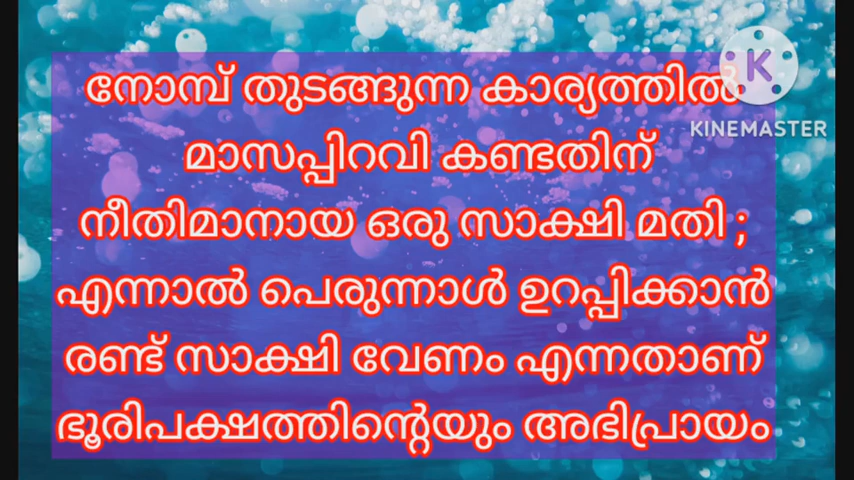 നോമ്പ് തുടങ്ങുന്ന കാര്യത്തിൽ
K
KINEMASTER
മാസപ്പിറവി കണ്ടതിന്
നീതിമാനായ ഒരു സാക്ഷി മതി ;
എന്നാൽ പെരുന്നാൾ ഉറപ്പിക്കാൻ
രണ്ട് സാക്ഷി വേണം എന്നതാണ്
ഭൂരിപക്ഷത്തിന്റെയും അഭിപ്രായം